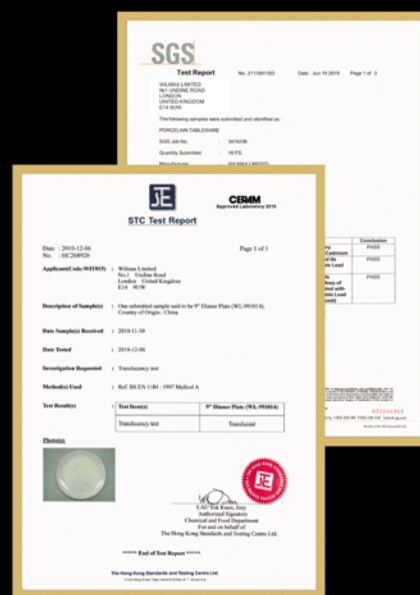 SGS
Test Report No. 2111841/SD Date : Jun 10 2010 Page 1 of 3
WILMAX LIMITED
№1 UNDINE ROAD
LONDON
UNITED KINGDOM
E14 9UW
The following samples were submitted and identified as :
PORCELAIN TABLEWARE
SGS Job No. : 3474236
Quantity Submitted : 16 PS.
Manufacturer : WILMAX LIMITED
Conclusion
Cadmium PASS
PASS
CERAM
Approved Laboratory 2010
STC Test Report
Date : 2010-12-06 Page 1 of 1
No. : HC268920
Applicant : Wilmax Limited
No.1 Undine Road
London United Kingdom
E14 9UW
Description of Sample(s) : One submitted sample said to be 9" Dinner Plate (WL-991014).
Country of Origin : China
Date Sample(s) Received : 2010-11-30
Date Tested : 2010-12-06
Investigation Requested : Translucency test
Method(s) Used : Ref. BS EN 1184 : 1997 Method A
Test Result(s) : Test Item(s) 9" Dinner Plate (WL-991014)
Translucency test Translucent
Photo(s):
Authorized Signatory
Chemical and Food Department
For and on behalf of
The Hong Kong Standards and Testing Centre Ltd.
***** End of Test Report *****
The Hong Kong Standards and Testing Centre Ltd.